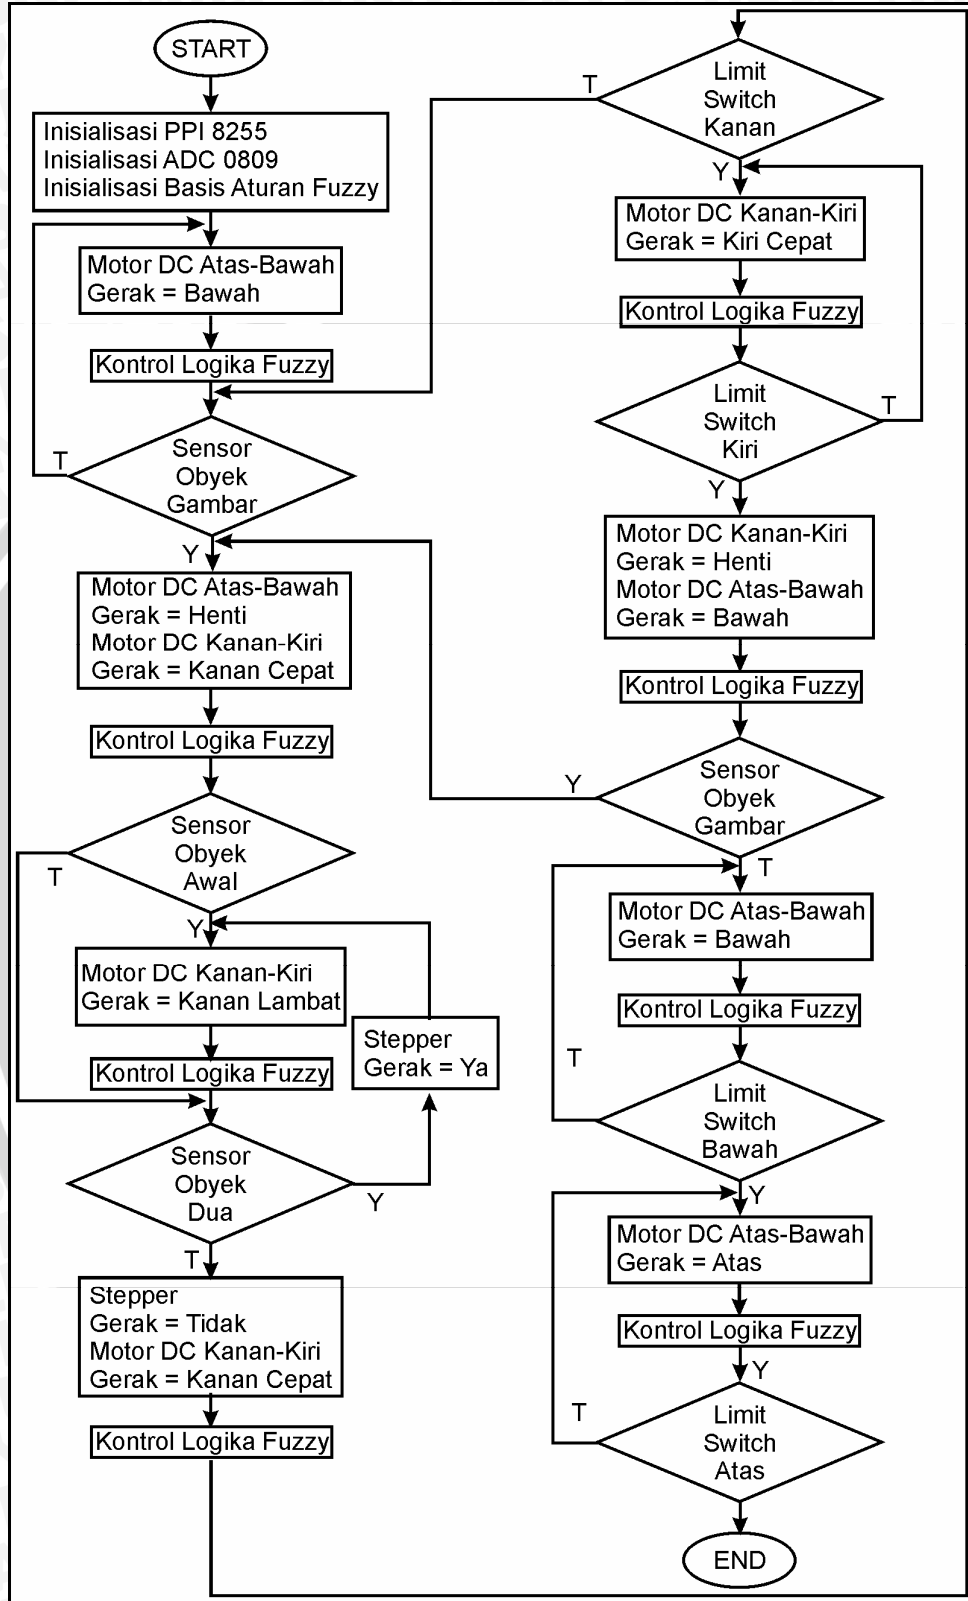 START
Inisialisasi PPI 8255
Inisialisasi ADC 0809
Inisialisasi Basis Aturan Fuzzy
Motor DC Atas-Bawah
Gerak = Bawah
Kontrol Logika Fuzzy
Sensor
Obyek
Gambar
T
Y
Motor DC Atas-Bawah
Gerak = Henti
Motor DC Kanan-Kiri
Gerak = Kanan Cepat
Kontrol Logika Fuzzy
Sensor
Obyek
Awal
T
Y
Motor DC Kanan-Kiri
Gerak = Kanan Lambat
Kontrol Logika Fuzzy
Stepper
Gerak = Ya
Sensor
Obyek
Dua
Y
T
Stepper
Gerak = Tidak
Motor DC Kanan-Kiri
Gerak = Kanan Cepat
Kontrol Logika Fuzzy
Limit
Switch
Kanan
T
Y
Motor DC Kanan-Kiri
Gerak = Kiri Cepat
Kontrol Logika Fuzzy
Limit
Switch
Kiri
T
Y
Motor DC Kanan-Kiri
Gerak = Henti
Motor DC Atas-Bawah
Gerak = Bawah
Kontrol Logika Fuzzy
Sensor
Obyek
Gambar
Y
T
Motor DC Atas-Bawah
Gerak = Bawah
Kontrol Logika Fuzzy
Limit
Switch
Bawah
T
Y
Motor DC Atas-Bawah
Gerak = Atas
Kontrol Logika Fuzzy
Y
Limit
Switch
Atas
T
END